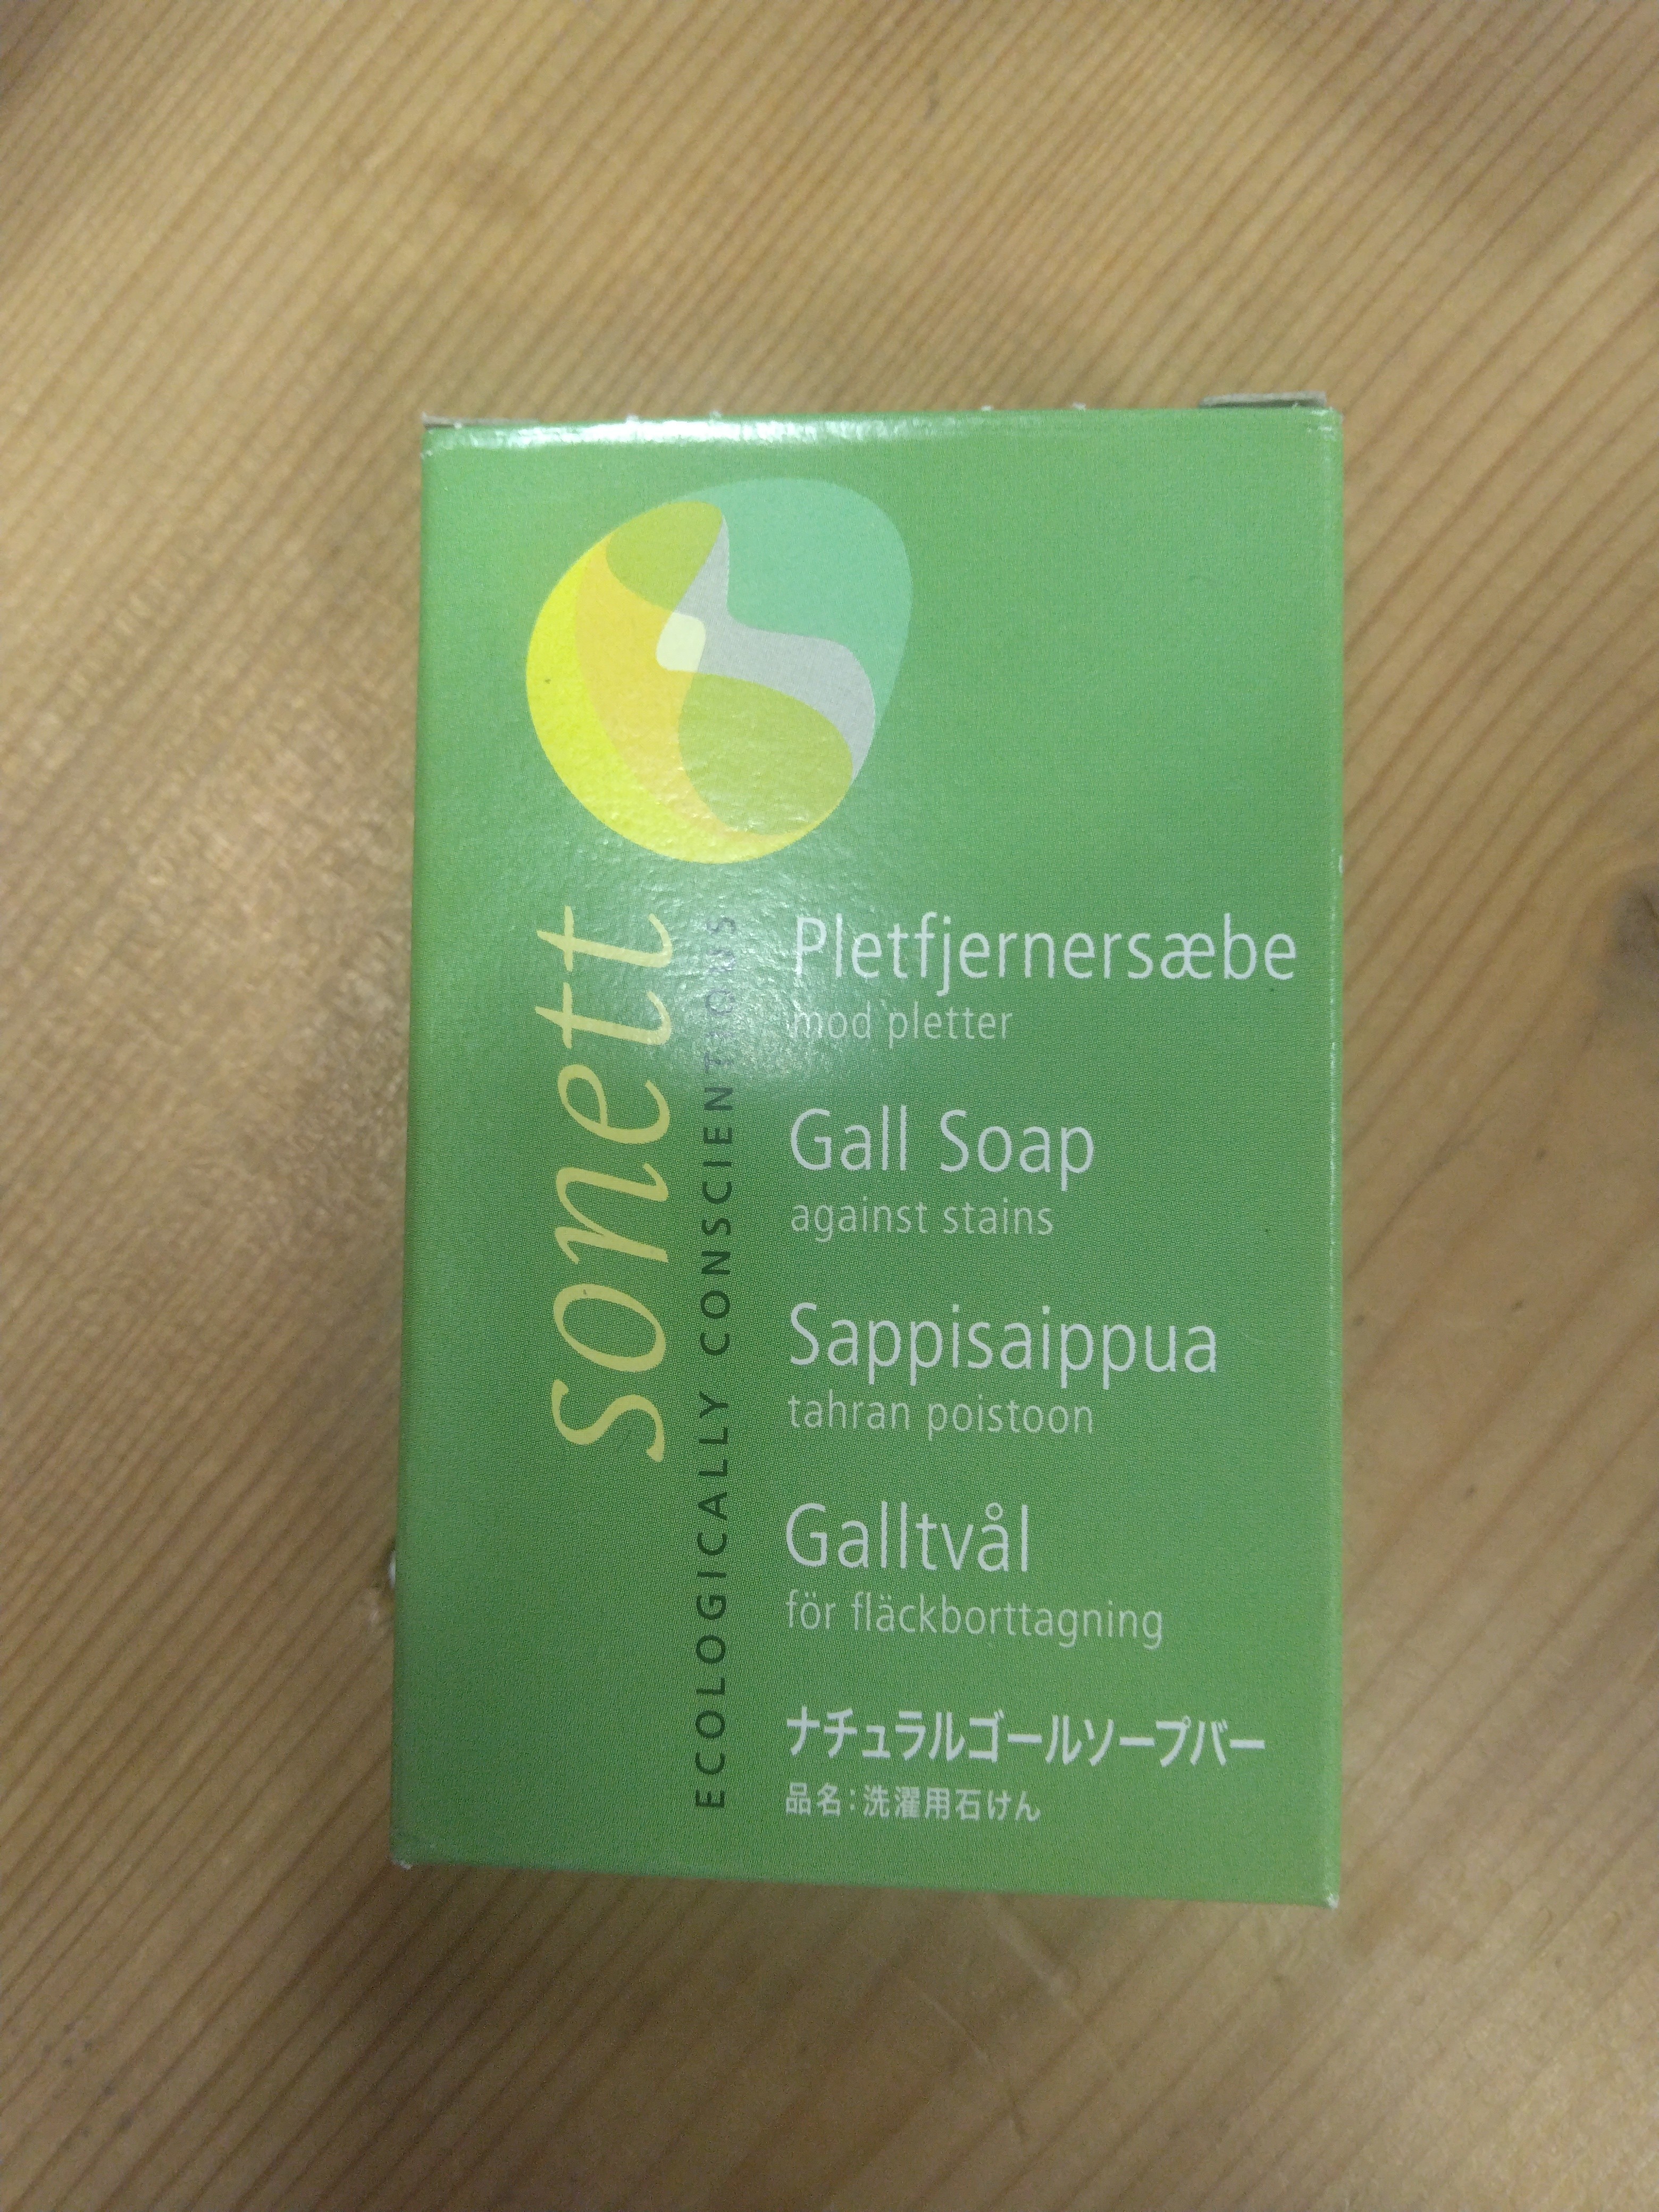 sonett
ECOLOGICALLY CONSCIENTIOUS
Pletfjernersæbe
mod pletter
Gall Soap
against stains
Sappisaippua
tahran poistoon
Galltvål
för fläckborttagning
ナチュラルゴールソープバー
品名：洗濯用石けん